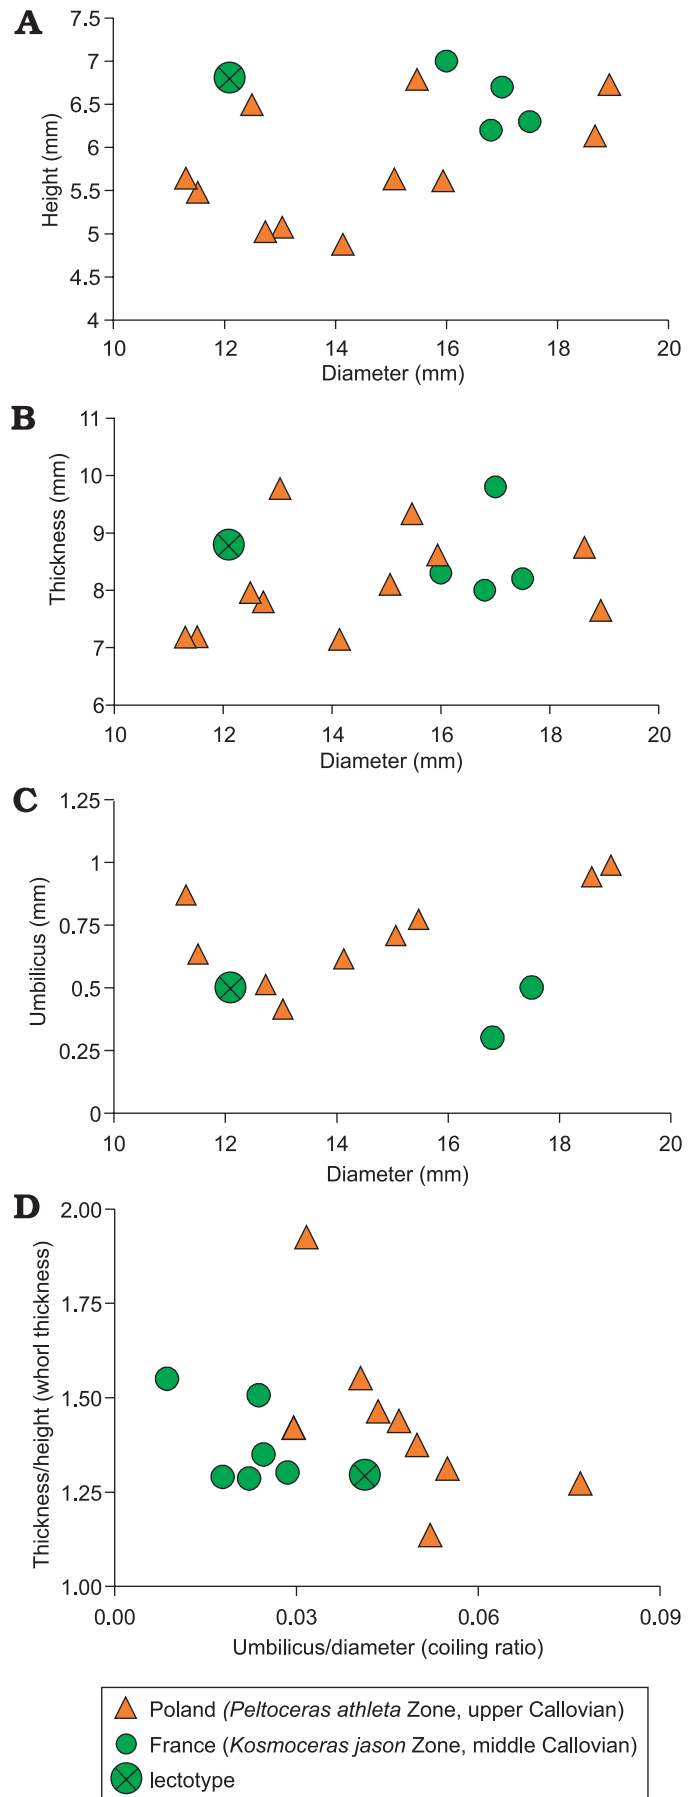 A
7.5
7
6.5
6
5.5
5
4.5
4
Height (mm)
10 12 14 16 18 20
Diameter (mm)
B
11
10
9
8
7
6
Thickness (mm)
10 12 14 16 18 20
Diameter (mm)
C
1.25
1
0.75
0.5
0.25
0
Umbilicus (mm)
10 12 14 16 18 20
Diameter (mm)
D
2.00
1.75
1.50
1.25
1.00
Thickness/height (whorl thickness)
0.00 0.03 0.06 0.09
Umbilicus/diameter (coiling ratio)
Poland (Peltoceras athleta Zone, upper Callovian)
France (Kosmoceras jason Zone, middle Callovian)
lectotype